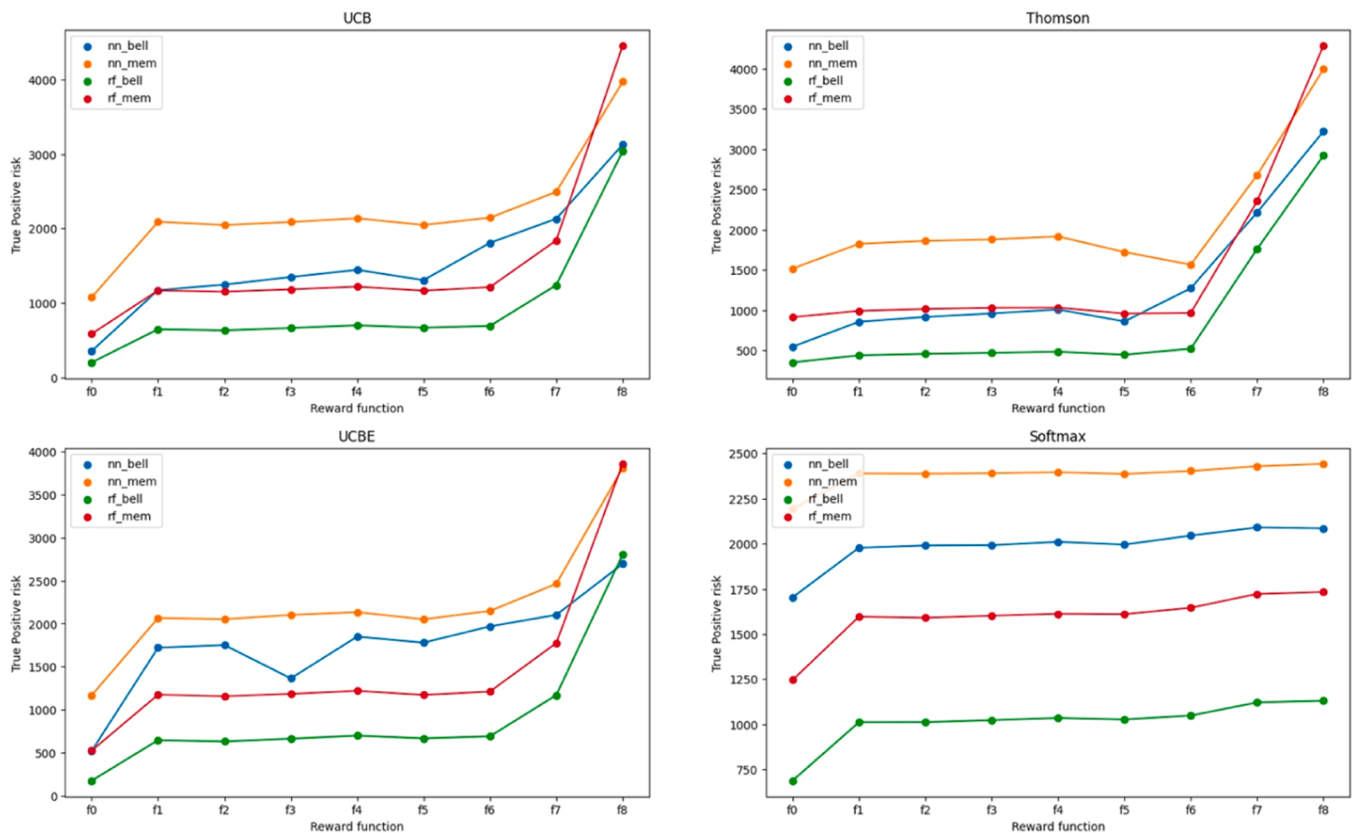 UCB
nn_bell
nn_mem
rf_bell
rf_mem
True Positive risk
4000
3000
2000
1000
0
f0 f1 f2 f3 f4 f5 f6 f7 f8
Reward function
Thomson
nn_bell
nn_mem
rf_bell
rf_mem
True Positive risk
4000
3500
3000
2500
2000
1500
1000
500
f0 f1 f2 f3 f4 f5 f6 f7 f8
Reward function
UCBE
nn_bell
nn_mem
rf_bell
rf_mem
True Positive risk
4000
3500
3000
2500
2000
1500
1000
500
0
f0 f1 f2 f3 f4 f5 f6 f7 f8
Reward function
Softmax
nn_bell
nn_mem
rf_bell
rf_mem
True Positive risk
2500
2250
2000
1750
1500
1250
1000
750
f0 f1 f2 f3 f4 f5 f6 f7 f8
Reward function